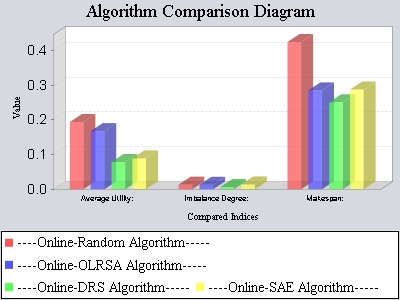 Algorithm Comparison Diagram
0.4
0.3
0.2
0.1
0.0
Value
Average Utility: Imbalance Degree: Makespan:
Compared Indices
----Online-Random Algorithm-----
----Online-OLRSA Algorithm-----
----Online-DRS Algorithm----- ----Online-SAE Algorithm-----